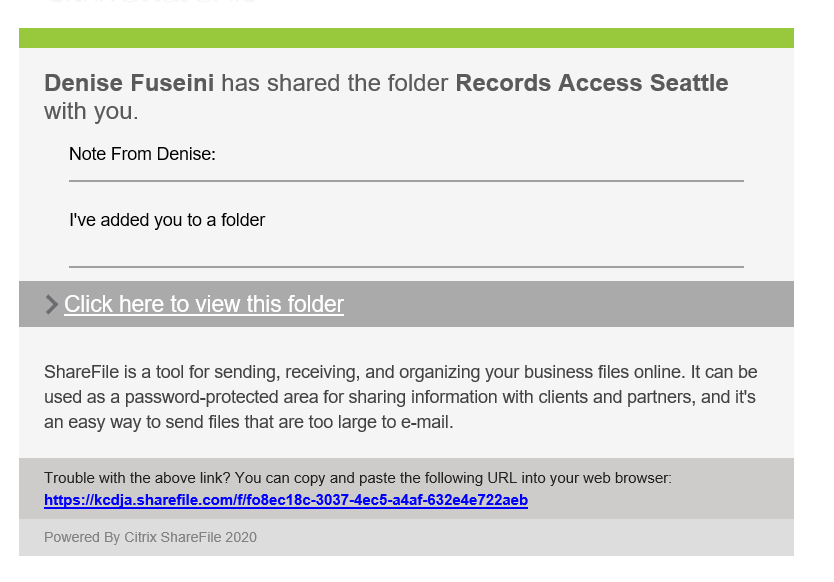 Denise Fuseini has shared the folder Records Access Seattle
with you.
Note From Denise:
I've added you to a folder
Click here to view this folder
ShareFile is a tool for sending, receiving, and organizing your business files online. It can be
used as a password-protected area for sharing information with clients and partners, and it's
an easy way to send files that are too large to e-mail.
Trouble with the above link? You can copy and paste the following URL into your web browser:
https://kcdja.sharefile.com/f/fo8ec18c-3037-4ec5-a4af-632e4e722aeb
Powered By Citrix ShareFile 2020